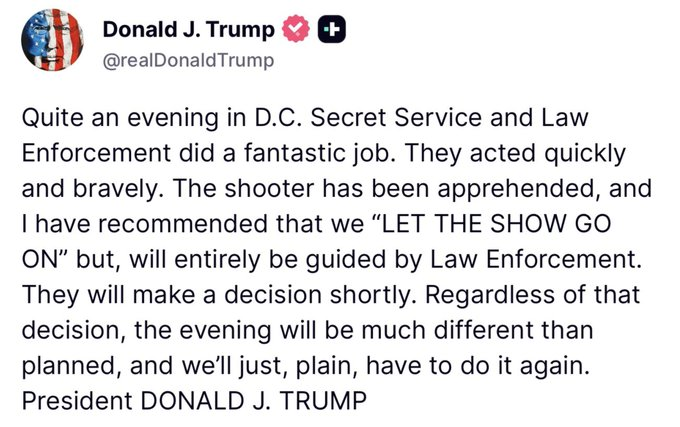 Donald J. Trump
@realDonaldTrump
Quite an evening in D.C. Secret Service and Law
Enforcement did a fantastic job. They acted quickly
and bravely. The shooter has been apprehended, and
I have recommended that we “LET THE SHOW GO
ON” but, will entirely be guided by Law Enforcement.
They will make a decision shortly. Regardless of that
decision, the evening will be much different than
planned, and we’ll just, plain, have to do it again.
President DONALD J. TRUMP